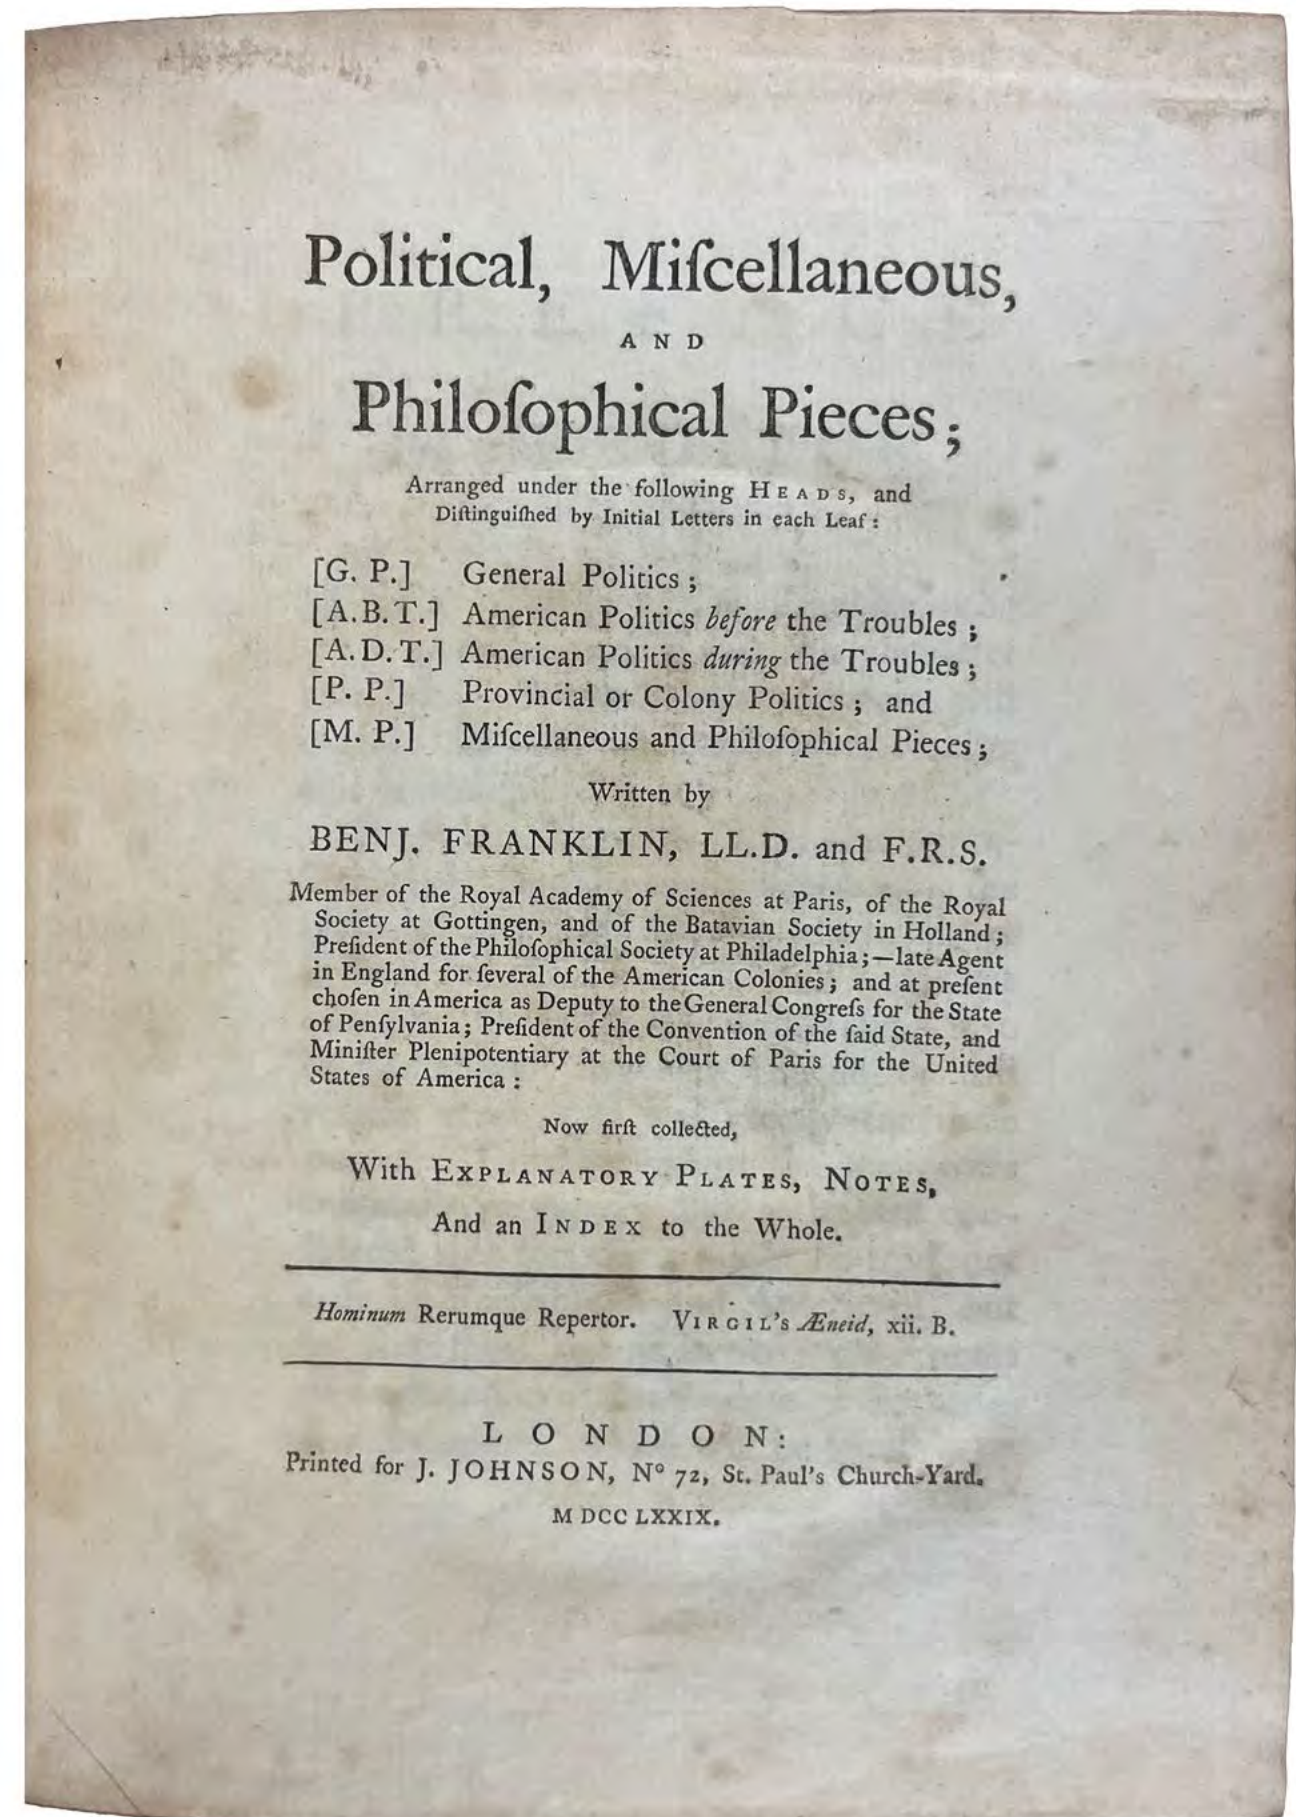 Political, Miſcellaneous,
AND
Philoſophical Pieces;
Arranged under the following HEADS, and
Diſtinguiſhed by Initial Letters in each Leaf:
[G. P.] General Politics;
[A.B.T.] American Politics before the Troubles;
[A.D.T.] American Politics during the Troubles;
[P. P.] Provincial or Colony Politics; and
[M. P.] Miſcellaneous and Philoſophical Pieces;
Written by
BENJ. FRANKLIN, LL.D. and F.R.S.
Member of the Royal Academy of Sciences at Paris, of the Royal
Society at Gottingen, and of the Batavian Society in Holland;
Preſident of the Philoſophical Society at Philadelphia;—late Agent
in England for ſeveral of the American Colonies; and at preſent
choſen in America as Deputy to the General Congreſs for the State
of Penſylvania; Preſident of the Convention of the ſaid State, and
Miniſter Plenipotentiary at the Court of Paris for the United
States of America:
Now firſt collected,
With EXPLANATORY PLATES, NOTES,
And an INDEX to the Whole.
Hominum Rerumque Repertor. VIRGIL's Æneid, xii. B.
LONDON:
Printed for J. JOHNSON, Nº 72, St. Paul's Church-Yard.
M DCC LXXIX.